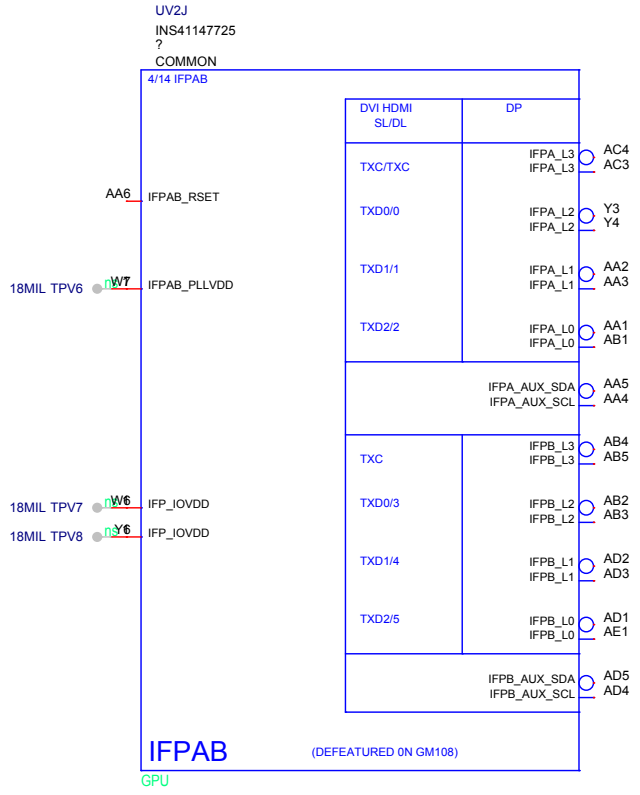 UV2J
INS41147725
?
COMMON
4/14 IFPAB
DVI HDMI DP
SL/DL
IFPA_L3 AC4
TXC/TXC IFPA_L3 AC3
AA6 IFPAB_RSET
TXD0/0 IFPA_L2 Y3
IFPA_L2 Y4
TXD1/1 IFPA_L1 AA2
IFPA_L1 AA3
18MIL TPV6 W7 IFPAB_PLLVDD
TXD2/2 IFPA_L0 AA1
IFPA_L0 AB1
IFPA_AUX_SDA AA5
IFPA_AUX_SCL AA4
IFPB_L3 AB4
TXC IFPB_L3 AB5
18MIL TPV7 W6 IFP_IOVDD
TXD0/3 IFPB_L2 AB2
IFPB_L2 AB3
18MIL TPV8 Y6 IFP_IOVDD
TXD1/4 IFPB_L1 AD2
IFPB_L1 AD3
TXD2/5 IFPB_L0 AD1
IFPB_L0 AE1
IFPB_AUX_SDA AD5
IFPB_AUX_SCL AD4
IFPAB (DEFEATURED 0N GM108)
GPU